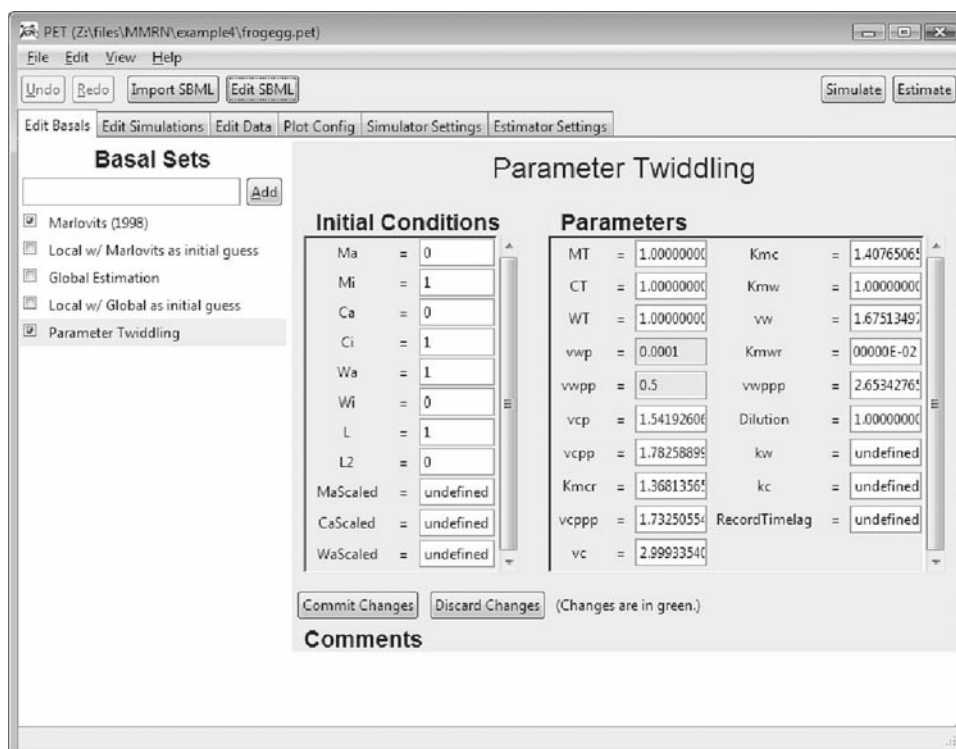 PET (Z:\files\MMRN\example4\frogegg.pet)
File Edit View Help
Undo Redo Import SBML Edit SBML Simulate Estimate
Edit Basals Edit Simulations Edit Data Plot Config Simulator Settings Estimator Settings
Basal Sets
Add
Marlovits (1998)
Local w/ Marlovits as initial guess
Global Estimation
Local w/ Global as initial guess
Parameter Twiddling
Parameter Twiddling
Initial Conditions
Ma = 0
Mi = 1
Ca = 0
Ci = 1
Wa = 1
Wi = 0
L = 1
L2 = 0
MaScaled = undefined
CaScaled = undefined
WaScaled = undefined
Parameters
MT = 1.00000000 Kmc = 1.40765065
CT = 1.00000000 Kmw = 1.00000000
WT = 1.00000000 vw = 1.67513497
vwp = 0.0001 Kmwr = 00000E-02
vwpp = 0.5 vwppp = 2.65342765
vcp = 1.54192606 Dilution = 1.00000000
vcpp = 1.78258899 kw = undefined
Kmcr = 1.36813565 kc = undefined
vcppp = 1.73250554 RecordTimelag = undefined
vc = 2.99933540
Commit Changes Discard Changes (Changes are in green.)
Comments